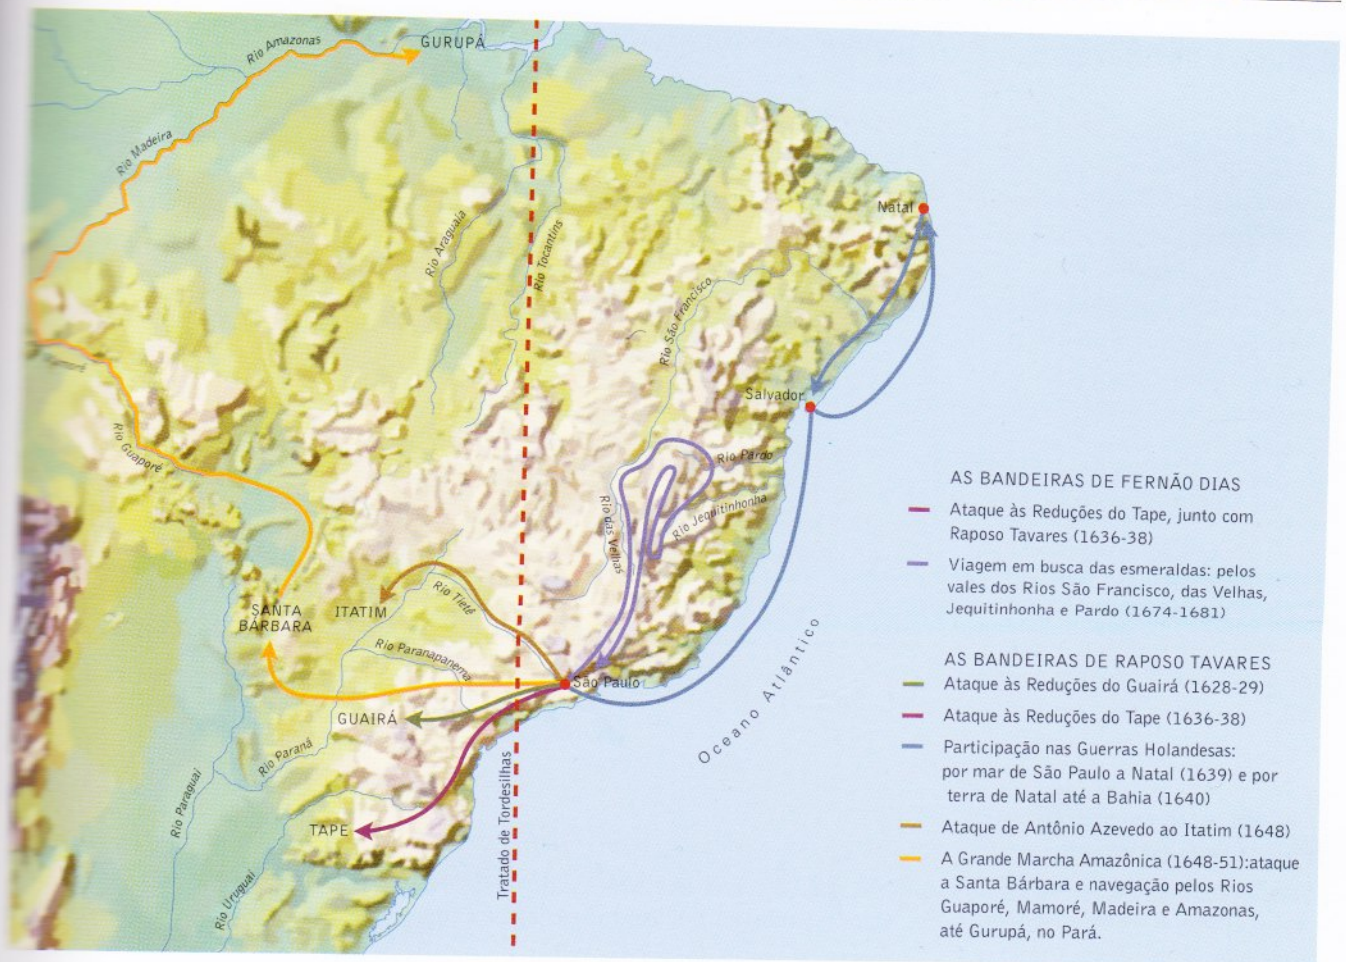 Rio Amazonas
GURUPÁ
Rio Madeira
Natal
Rio Araguaia
Rio Tocantins
Rio São Francisco
Salvador
Rio Guaporé
Rio Pardo
Rio das Velhas
Rio Jequitinhonha
SANTA
BÁRBARA
ITATIM
Rio Tietê
Rio Paranapanema
São Paulo
GUAIRÁ
Rio Paraná
Rio Paraguai
TAPE
Rio Uruguai
Tratado de Tordesilhas
Oceano Atlântico
AS BANDEIRAS DE FERNÃO DIAS
Ataque às Reduções do Tape, junto com
Raposo Tavares (1636-38)
Viagem em busca das esmeraldas: pelos
vales dos Rios São Francisco, das Velhas,
Jequitinhonha e Pardo (1674-1681)
AS BANDEIRAS DE RAPOSO TAVARES
Ataque às Reduções do Guairá (1628-29)
Ataque às Reduções do Tape (1636-38)
Participação nas Guerras Holandesas:
por mar de São Paulo a Natal (1639) e por
terra de Natal até a Bahia (1640)
Ataque de Antônio Azevedo ao Itatim (1648)
A Grande Marcha Amazônica (1648-51):ataque
a Santa Bárbara e navegação pelos Rios
Guaporé, Mamoré, Madeira e Amazonas,
até Gurupá, no Pará.